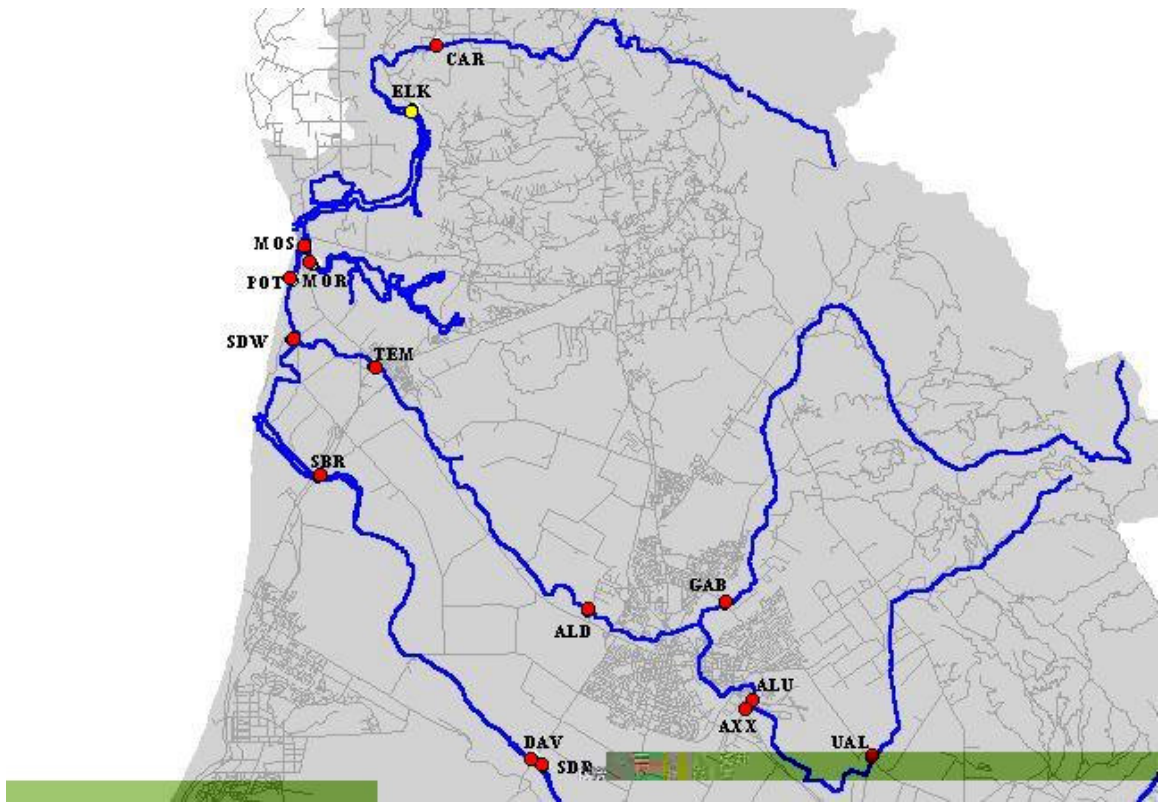 CAR
ELK
MOS
POT MOR
SDW
TEM
SBR
GAB
ALD
ALU
AXX
DAV UAL
SDR